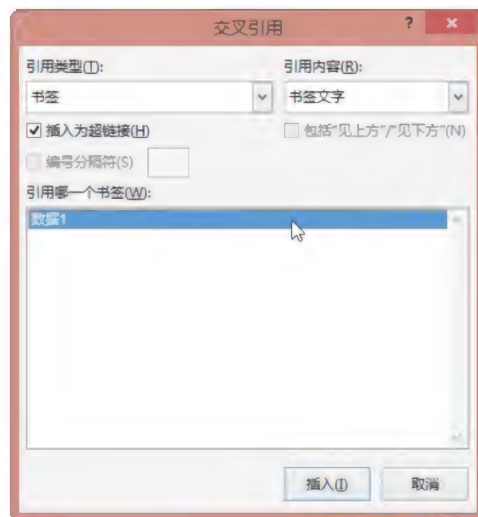 交叉引用 ?
引用类型(T): 引用内容(R):
书签 书签文字
插入为超链接(H) 包括“见上方”/“见下方”(N)
编号分隔符(S)
引用哪一个书签(W):
数据1
插入(I) 取消